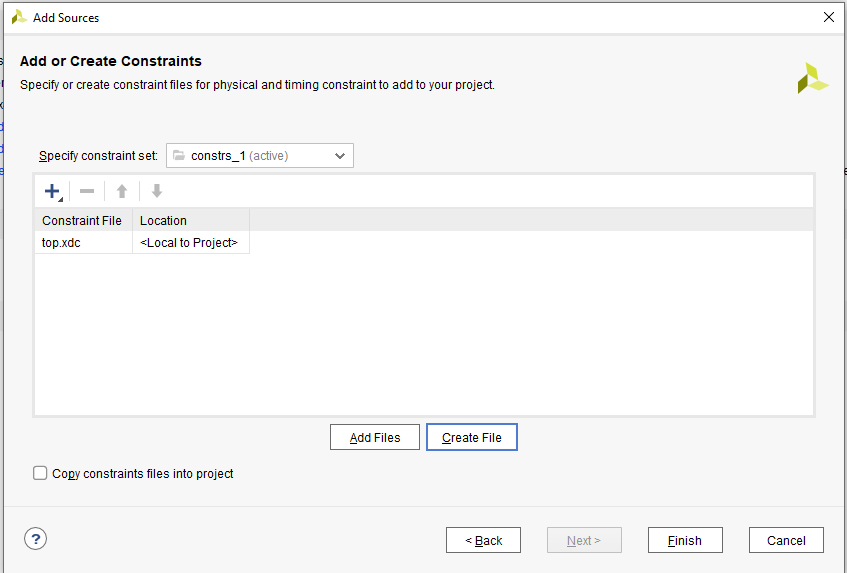 Add Sources
Add or Create Constraints
Specify or create constraint files for physical and timing constraint to add to your project.
Specify constraint set: constrs_1 (active)
Constraint File Location
top.xdc <Local to Project>
Add Files Create File
Copy constraints files into project
? < Back Next > Finish Cancel